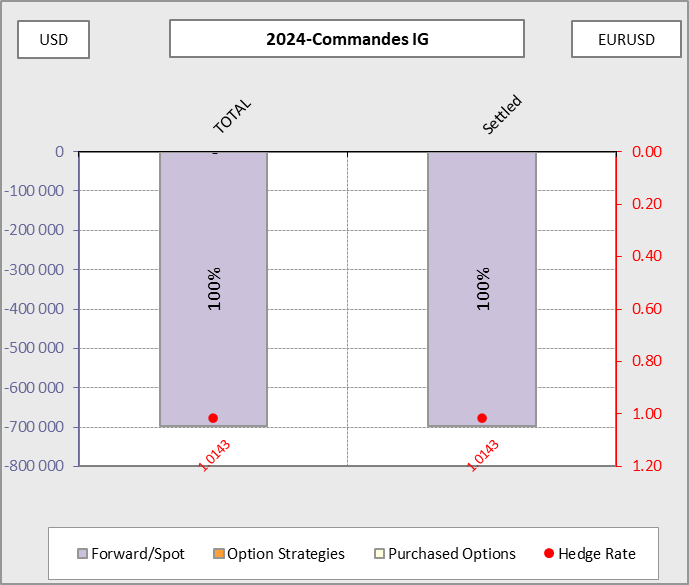 USD
2024-Commandes IG
EURUSD
TOTAL
Settled
0
-100 000
-200 000
-300 000
-400 000
-500 000
-600 000
-700 000
-800 000
100%
100%
1.0143
1.0143
0.00
0.20
0.40
0.60
0.80
1.00
1.20
Forward/Spot
Option Strategies
Purchased Options
Hedge Rate